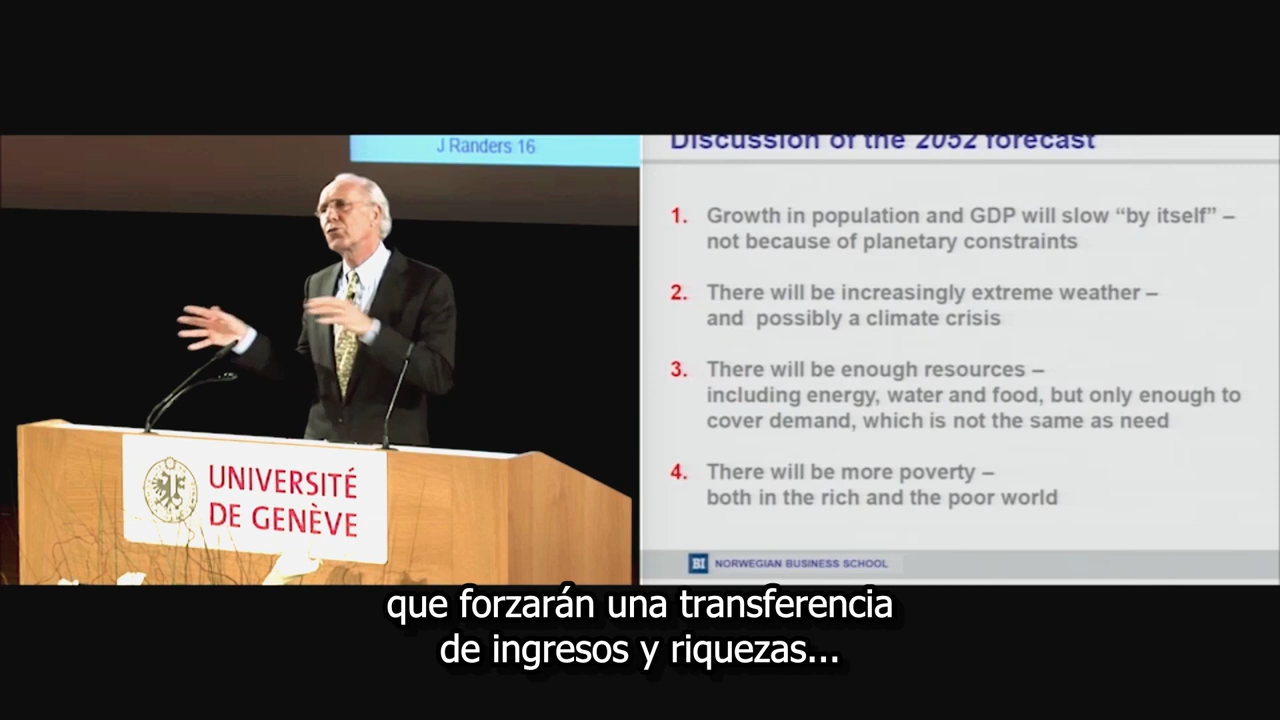 J Randers 16
UNIVERSITÉ
DE GENÈVE
Discussion of the 2052 forecast
1. Growth in population and GDP will slow “by itself” –
not because of planetary constraints
2. There will be increasingly extreme weather –
and possibly a climate crisis
3. There will be enough resources –
including energy, water and food, but only enough to
cover demand, which is not the same as need
4. There will be more poverty –
both in the rich and the poor world
BI NORWEGIAN BUSINESS SCHOOL
que forzarán una transferencia
de ingresos y riquezas...